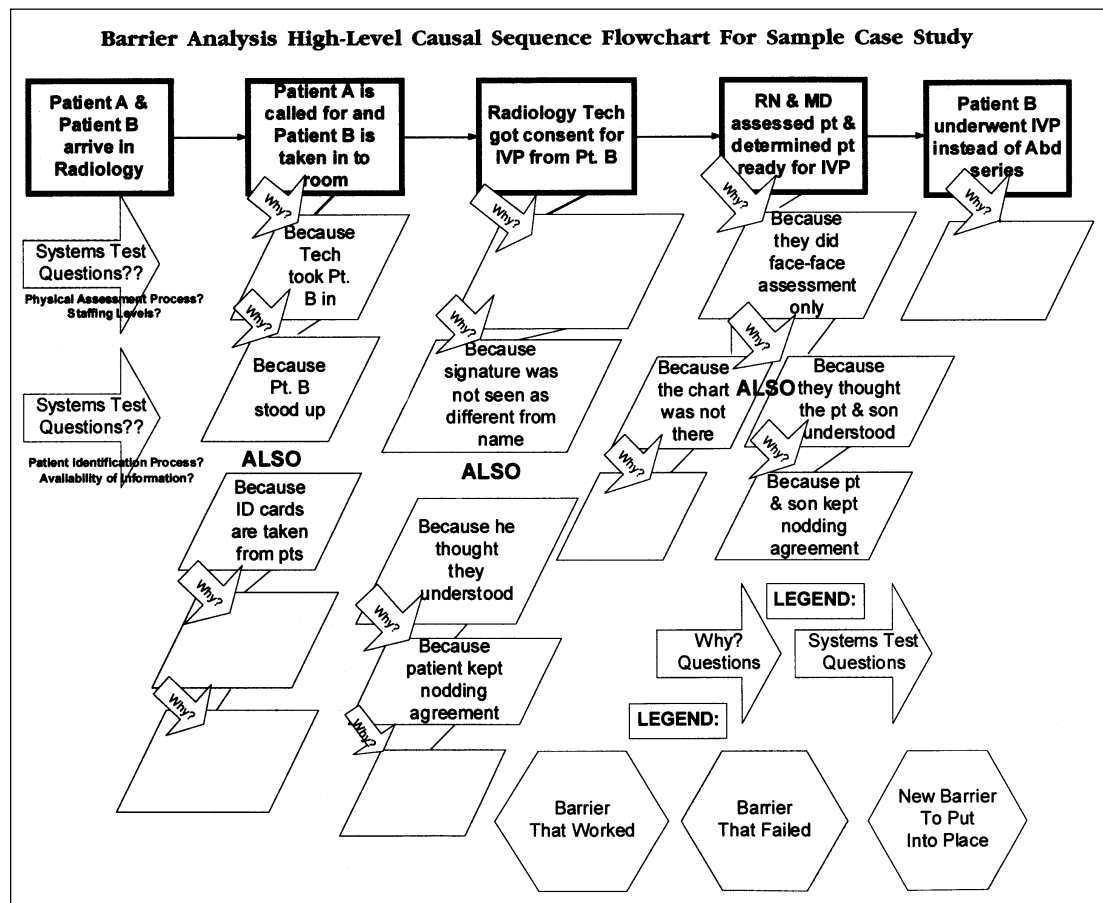 Barrier Analysis High-Level Causal Sequence Flowchart For Sample Case Study
Patient A &
Patient B
arrive in
Radiology
Patient A is
called for and
Patient B is
taken in to
room
Radiology Tech
got consent for
IVP from Pt. B
RN & MD
assessed pt &
determined pt
ready for IVP
Patient B
underwent IVP
instead of Abd
series
Systems Test
Questions??
Physical Assessment Process?
Staffing Levels?
Systems Test
Questions??
Patient Identification Process?
Availability of Information?
Why?
Because
Tech
took Pt.
B in
Why?
Because
Pt. B
stood up
ALSO
Because
ID cards
are taken
from pts
Why?
Why?
Why?
Why?
Because
signature was
not seen as
different from
name
ALSO
Because he
thought
they
understood
Why?
Because
patient kept
nodding
agreement
Why?
Why?
Because
they did
face-face
assessment
only
Why?
Because
the chart
was not
there
Why?
ALSO
Because
they thought
the pt & son
understood
Why?
Because pt
& son kept
nodding
agreement
Why?
LEGEND:
Why?
Questions
Systems Test
Questions
LEGEND:
Barrier
That Worked
Barrier
That Failed
New Barrier
To Put
Into Place